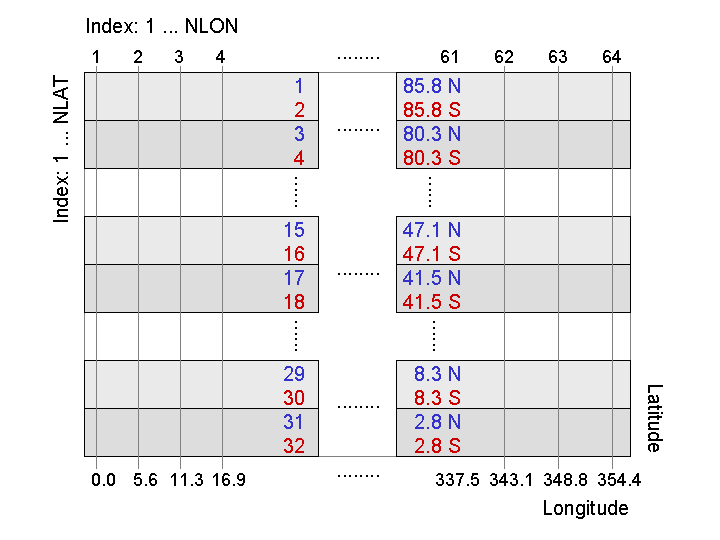 Index: 1 ... NLON
1 2 3 4 ........ 61 62 63 64
Index: 1 ... NLAT
1 85.8 N
2 85.8 S
........
3 80.3 N
4 80.3 S
...... ......
15 47.1 N
16 47.1 S
........
17 41.5 N
18 41.5 S
...... ......
29 8.3 N
30 8.3 S
........
31 2.8 N
32 2.8 S
Latitude
0.0 5.6 11.3 16.9 ........ 337.5 343.1 348.8 354.4
Longitude